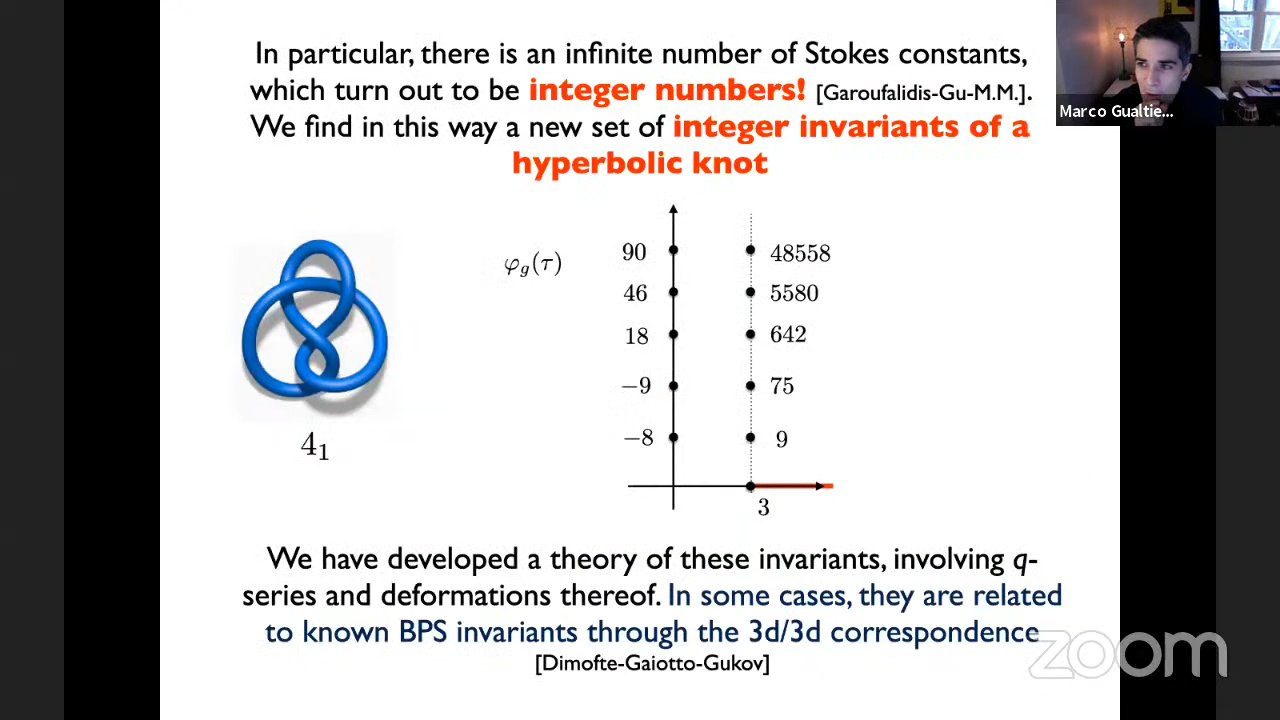 In particular, there is an infinite number of Stokes constants,
which turn out to be integer numbers! [Garoufalidis-Gu-M.M.].
We find in this way a new set of integer invariants of a
hyperbolic knot
Marco Gualtie...
φ_g(τ)
90
48558
46
5580
18
642
−9
75
−8
9
3
4_1
We have developed a theory of these invariants, involving q-
series and deformations thereof. In some cases, they are related
to known BPS invariants through the 3d/3d correspondence
[Dimofte-Gaiotto-Gukov]
zoom